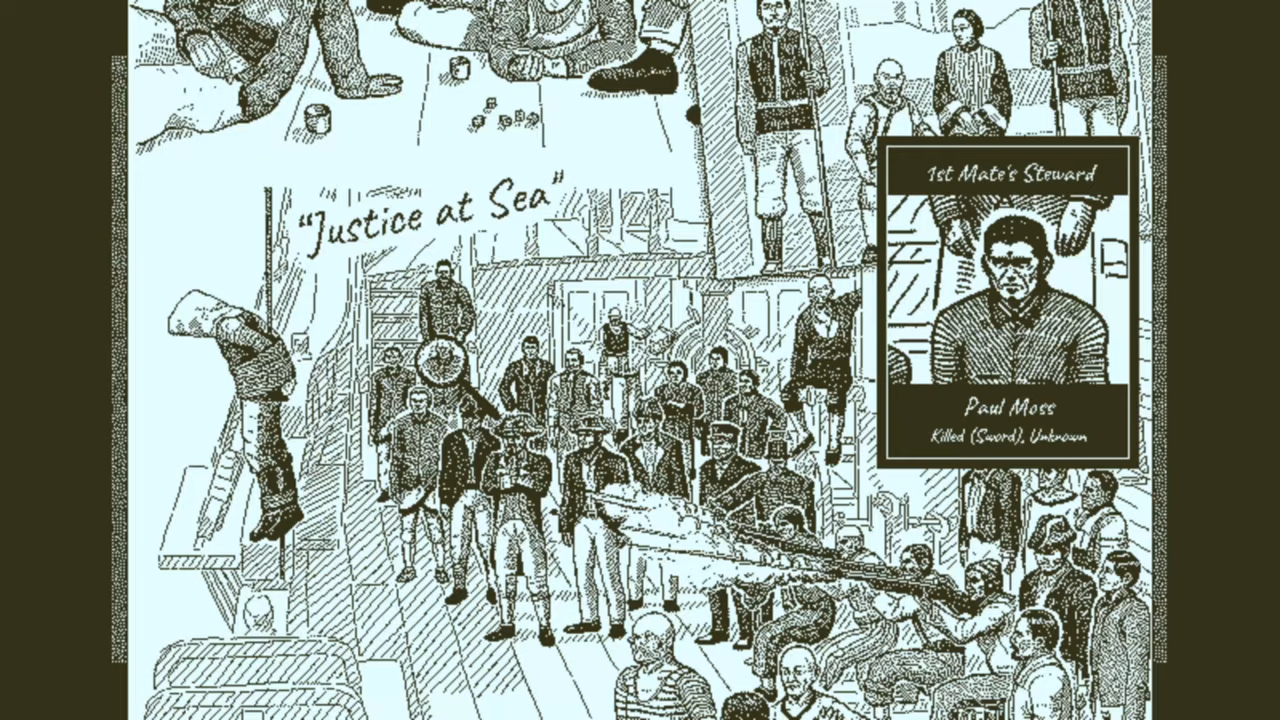 "Justice at Sea"
1st Mate's Steward
Paul Moss
Killed (Sword), Unknown